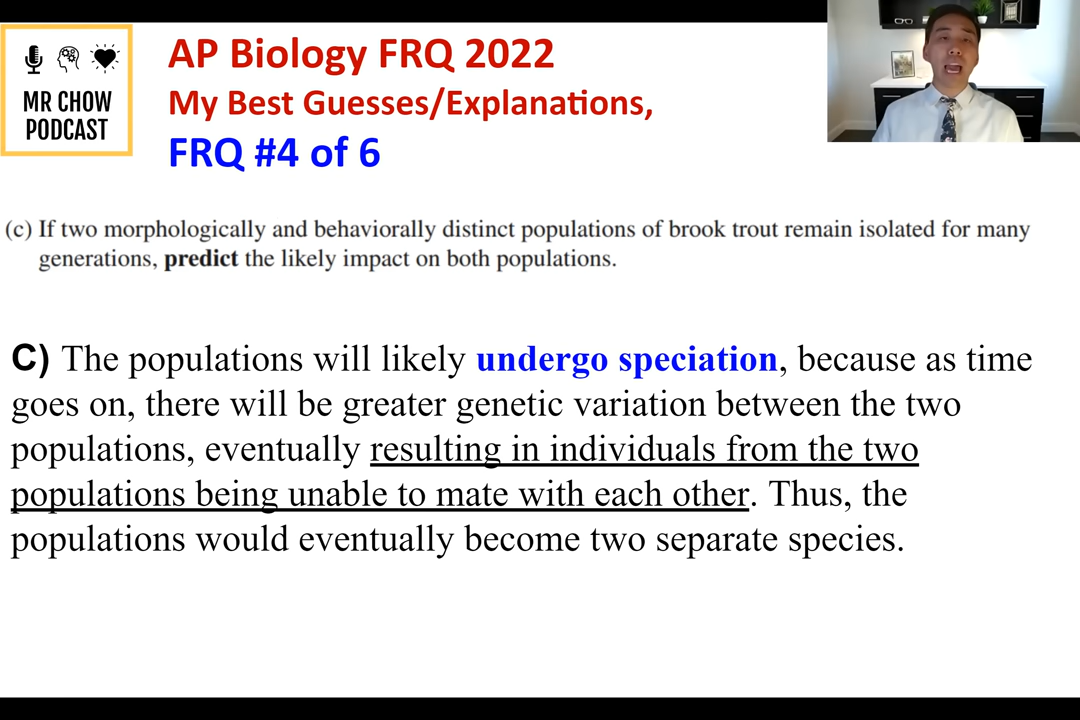 MR CHOW
PODCAST
AP Biology FRQ 2022
My Best Guesses/Explanations,
FRQ #4 of 6
(c) If two morphologically and behaviorally distinct populations of brook trout remain isolated for many
generations, predict the likely impact on both populations.
C) The populations will likely undergo speciation, because as time
goes on, there will be greater genetic variation between the two
populations, eventually resulting in individuals from the two
populations being unable to mate with each other. Thus, the
populations would eventually become two separate species.